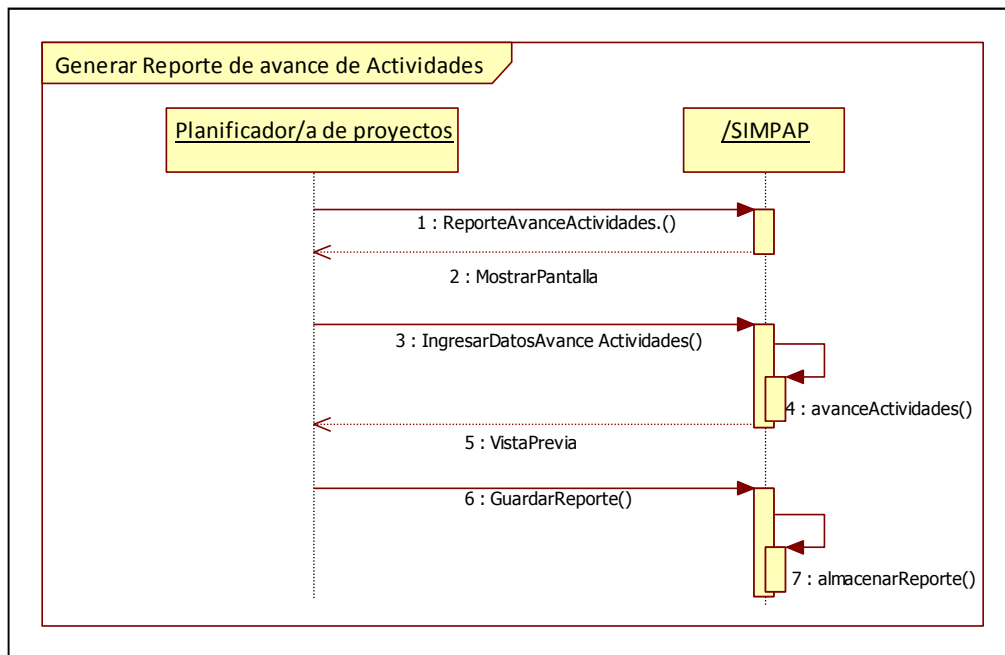 Generar Reporte de avance de Actividades
Planificador/a de proyectos
/SIMPAP
1 : ReporteAvanceActividades.()
2 : MostrarPantalla
3 : IngresarDatosAvance Actividades()
4 : avanceActividades()
5 : VistaPrevia
6 : GuardarReporte()
7 : almacenarReporte()